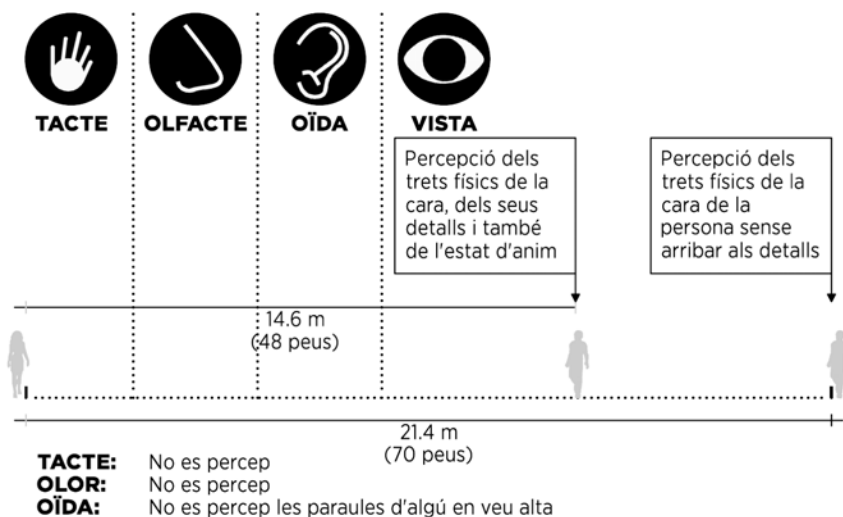 TACTE
OLFACTE
OÏDA
VISTA
Percepció dels
trets físics de la
cara, dels seus
detalls i també
de l'estat d'anim
Percepció dels
trets físics de la
cara de la
persona sense
arribar als detalls
14.6 m
(48 peus)
21.4 m
(70 peus)
TACTE: No es percep
OLOR: No es percep
OÏDA: No es percep les paraules d'algú en veu alta